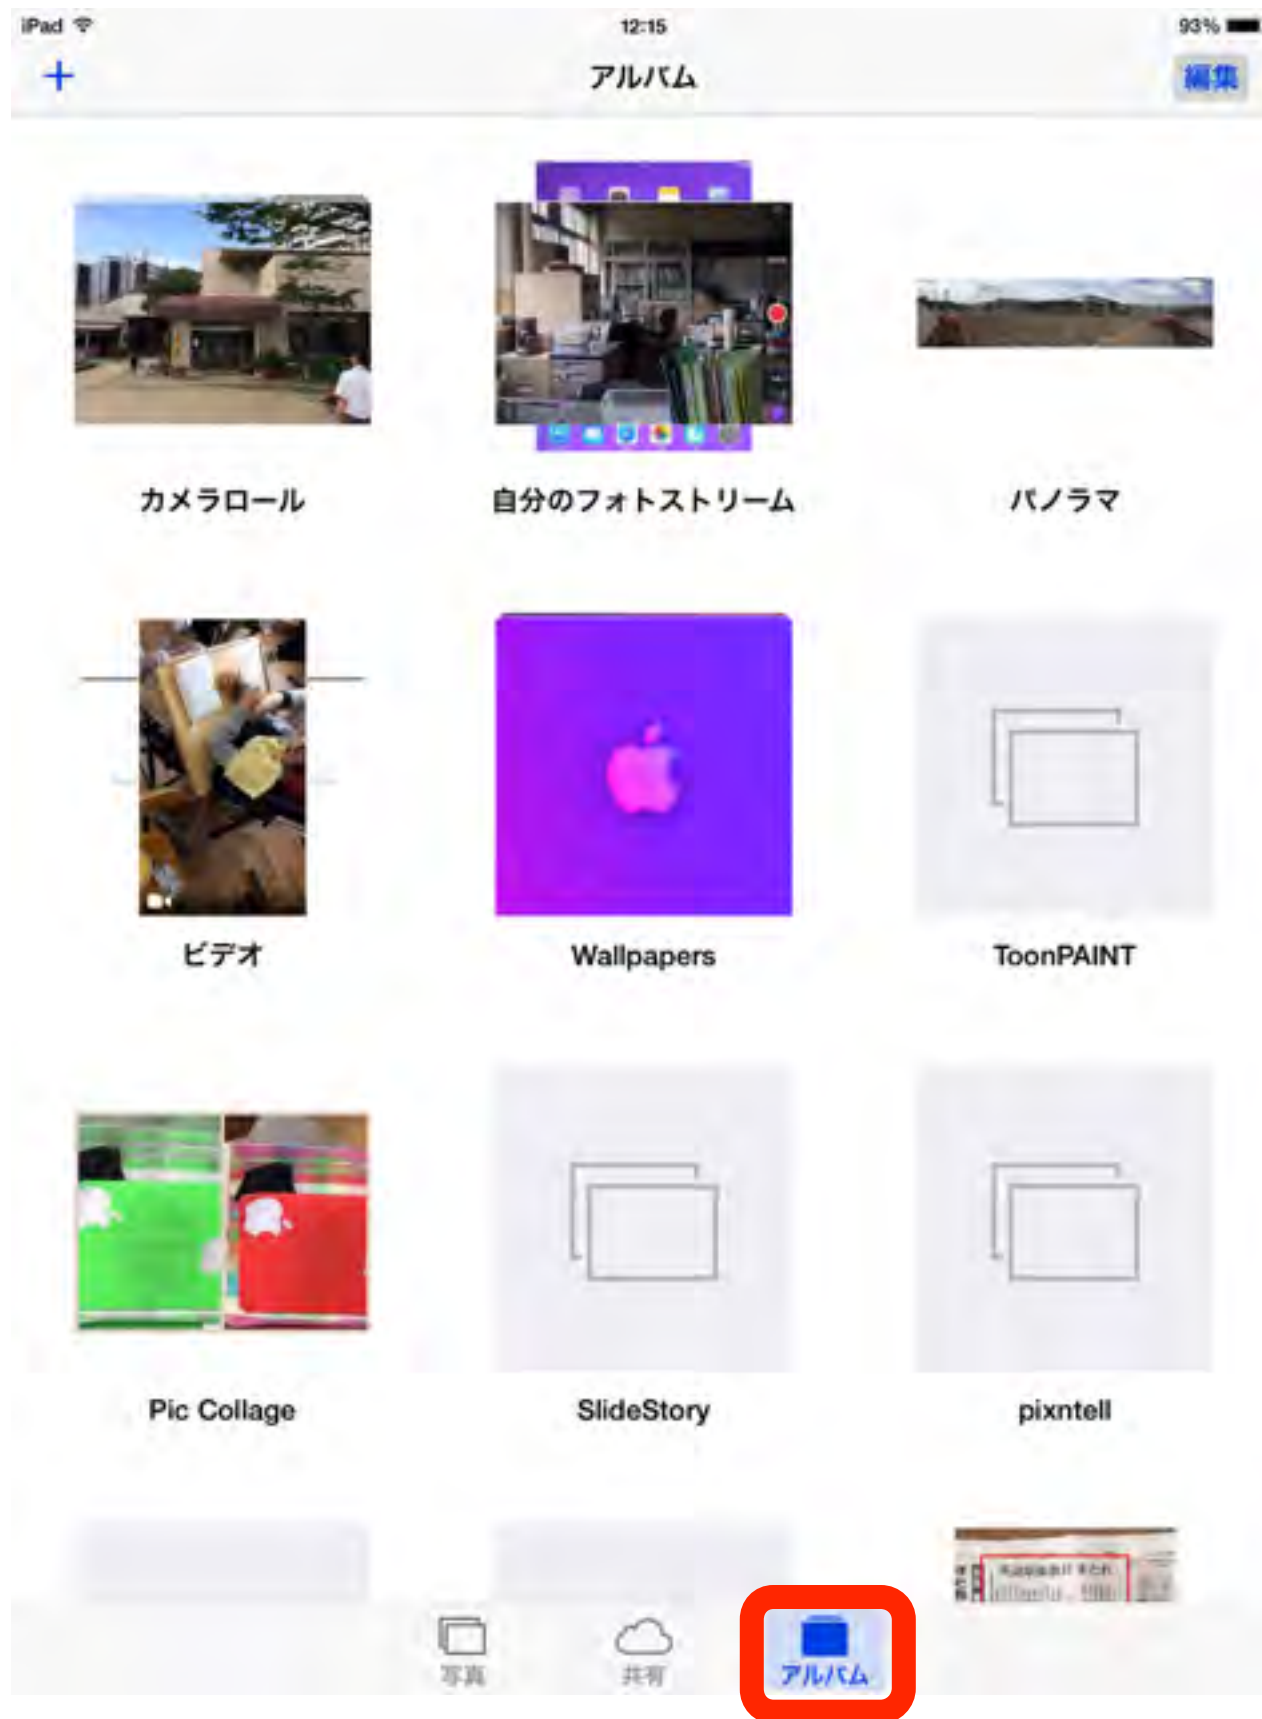 iPad 12:15 93%
+ アルバム 編集
カメラロール 自分のフォトストリーム パノラマ
ビデオ Wallpapers ToonPAINT
Pic Collage SlideStory pixntell
写真 共有 アルバム